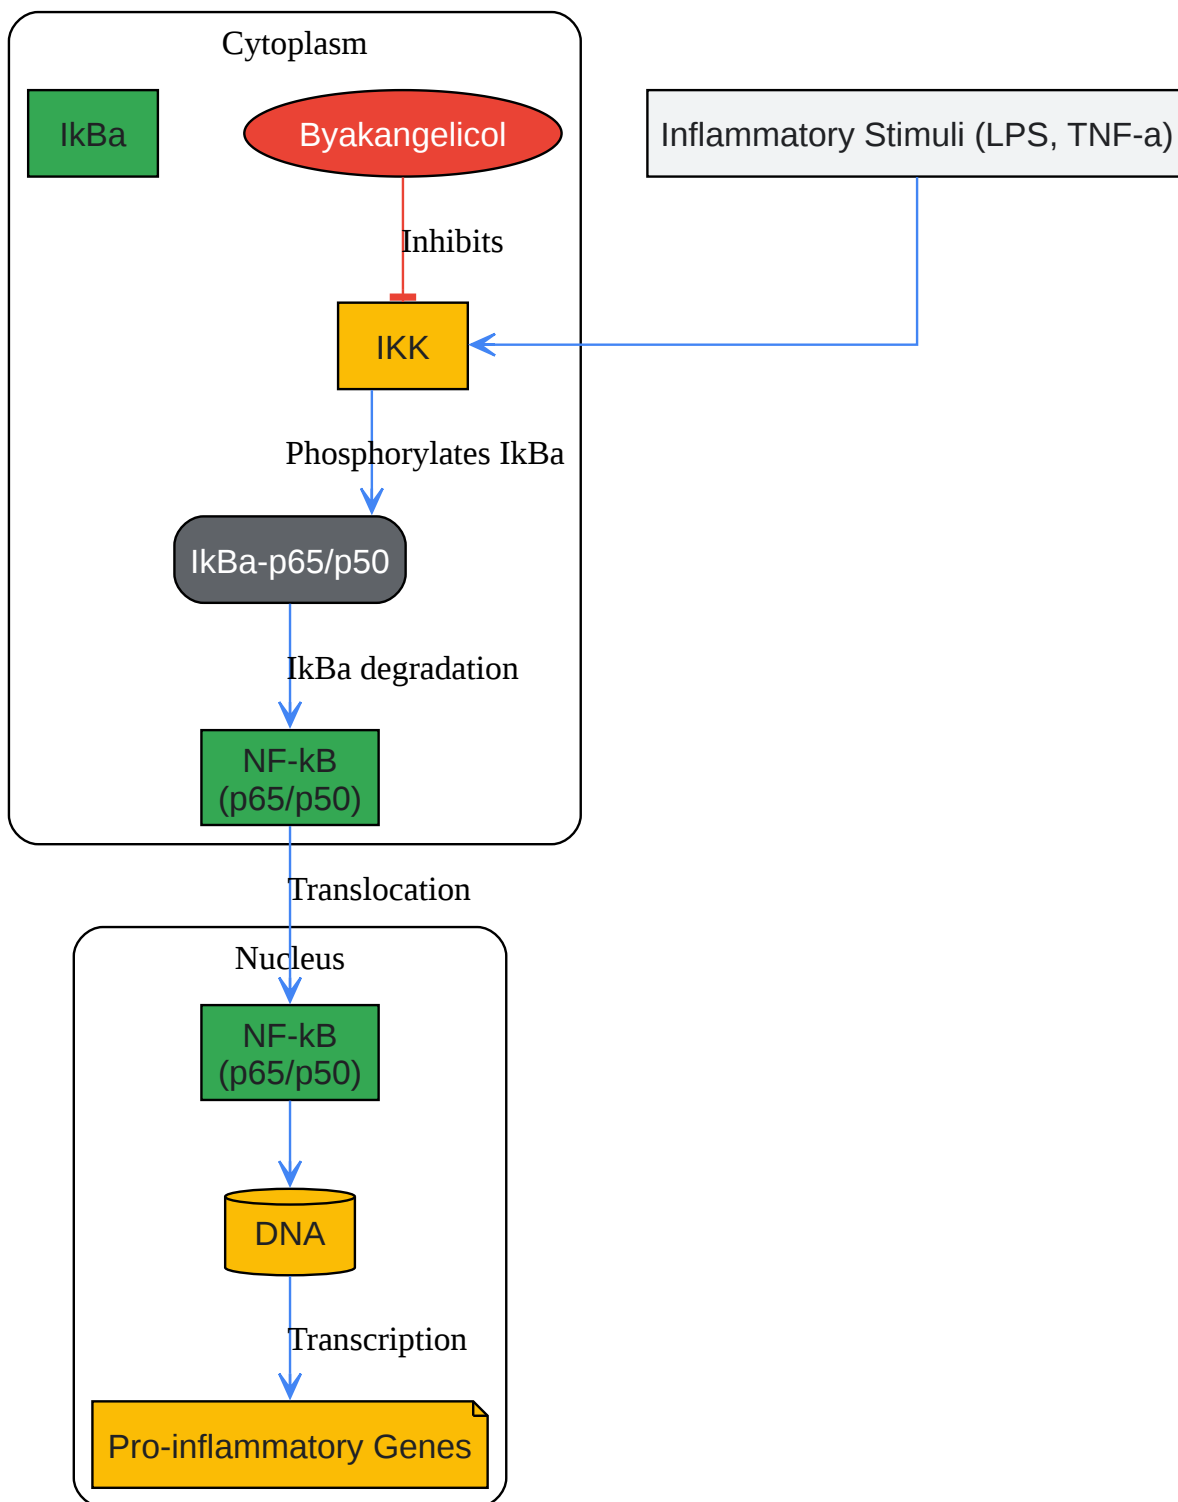 Cytoplasm
IkBa
Byakangelicol
Inflammatory Stimuli (LPS, TNF-a)
Inhibits
IKK
Phosphorylates IkBa
IkBa-p65/p50
IkBa degradation
NF-kB
(p65/p50)
Translocation
Nucleus
NF-kB
(p65/p50)
DNA
Transcription
Pro-inflammatory Genes